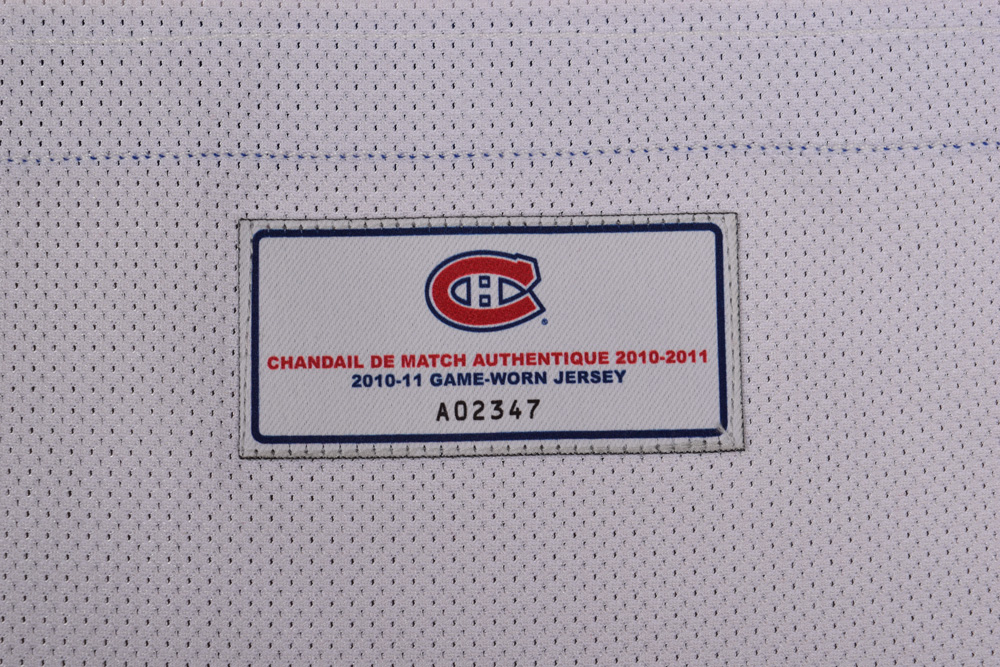 CHANDAIL DE MATCH AUTHENTIQUE 2010-2011
2010-11 GAME-WORN JERSEY
A02347